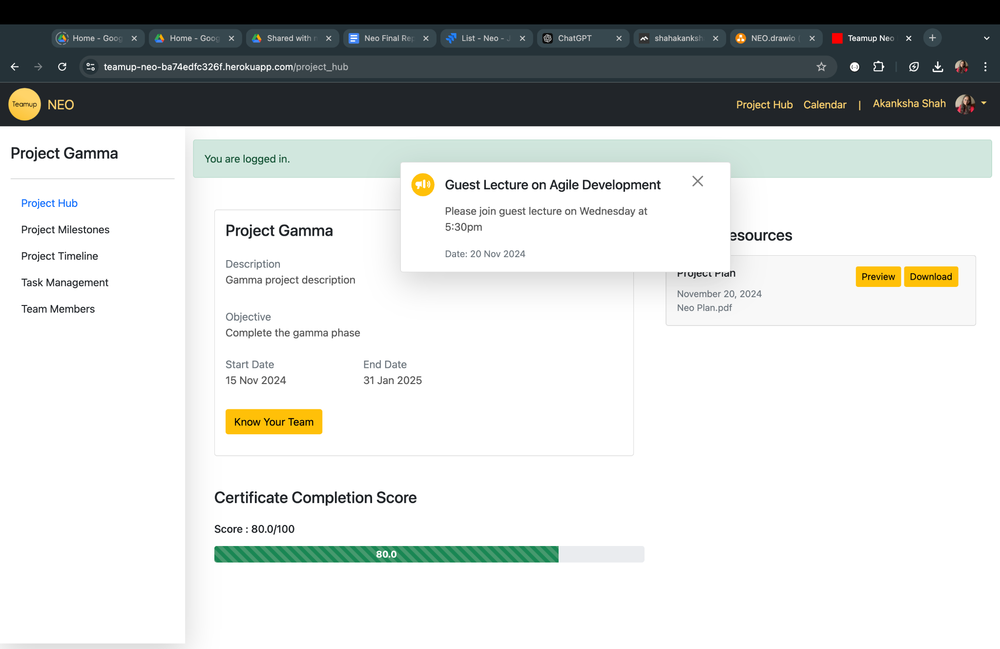 Home - Goog
Home - Goog
Shared with
Neo Final Rep
List - Neo - J
ChatGPT
shahakanksh
NEO.drawio (
Teamup Neo
teamup-neo-ba74edfc326f.herokuapp.com/project_hub
Teamup
NEO
Project Hub
Calendar
|
Akanksha Shah
Project Gamma
Project Hub
Project Milestones
Project Timeline
Task Management
Team Members
You are logged in.
Guest Lecture on Agile Development
Please join guest lecture on Wednesday at
5:30pm
Date: 20 Nov 2024
Project Gamma
Description
Gamma project description
Objective
Complete the gamma phase
Start Date
15 Nov 2024
End Date
31 Jan 2025
Know Your Team
esources
Project Plan
November 20, 2024
Neo Plan.pdf
Preview
Download
Certificate Completion Score
Score : 80.0/100
80.0